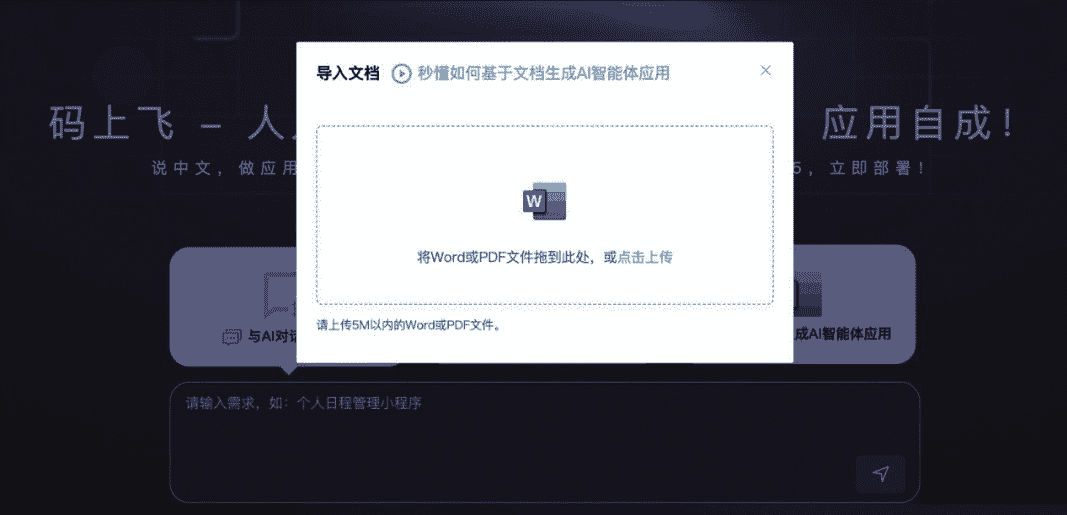 导入文档 秒懂如何基于文档生成AI智能体应用
码上飞 – 人
应用自成！
说中文，做应用
5，立即部署！
W
将Word或PDF文件拖到此处，或点击上传
请上传5M以内的Word或PDF文件。
与AI对话
成AI智能体应用
请输入需求，如：个人日程管理小程序